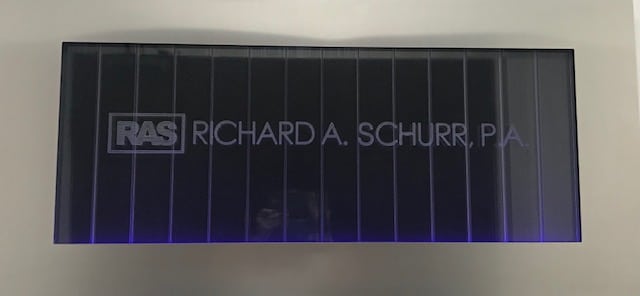 RAS RICHARD A. SCHURR, P.A.